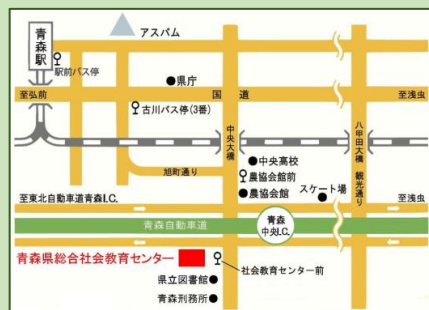 アスパム
青森駅
駅前バス停
県庁
至弘前
国道
至浅虫
古川バス停(3番)
中央大橋
八甲田大橋
観光通り
旭町通り
中央高校
農協会館前
農協会館
スケート場
至東北自動車道青森I.C.
至浅虫
青森自動車道
青森
中央I.C.
青森県総合社会教育センター
社会教育センター前
県立図書館
青森刑務所